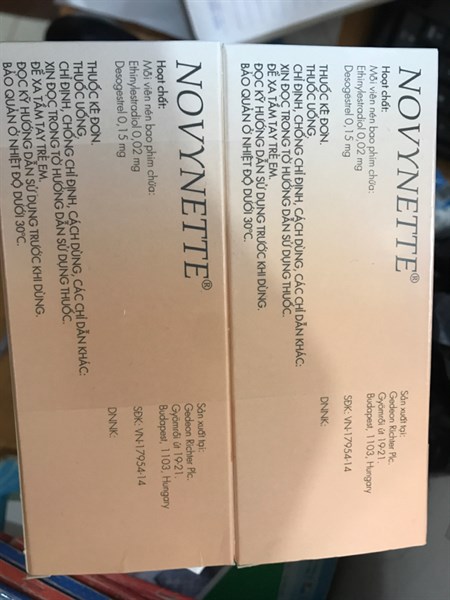 NOVYNETTE®
Hoạt chất:
Mỗi viên nén bao phim chứa:
Ethinylestradiol 0,02 mg
Desogestrel 0,15 mg
THUỐC KÊ ĐƠN.
THUỐC UỐNG.
CHỈ ĐỊNH, CHỐNG CHỈ ĐỊNH, CÁCH DÙNG, CÁC CHỈ DẪN KHÁC:
XIN ĐỌC TRONG TỜ HƯỚNG DẪN SỬ DỤNG THUỐC.
ĐỂ XA TẦM TAY TRẺ EM.
ĐỌC KỸ HƯỚNG DẪN SỬ DỤNG TRƯỚC KHI DÙNG.
BẢO QUẢN Ở NHIỆT ĐỘ DƯỚI 30°C.
Sản xuất tại:
Gedeon Richter Plc.
Gyömrői út 19-21.
Budapest, 1103, Hungary
SĐK: VN-17954-14
DNNK:
NOVYNETTE®
Hoạt chất:
Mỗi viên nén bao phim chứa:
Ethinylestradiol 0,02 mg
Desogestrel 0,15 mg
THUỐC KÊ ĐƠN.
THUỐC UỐNG.
CHỈ ĐỊNH, CHỐNG CHỈ ĐỊNH, CÁCH DÙNG, CÁC CHỈ DẪN KHÁC:
XIN ĐỌC TRONG TỜ HƯỚNG DẪN SỬ DỤNG THUỐC.
ĐỂ XA TẦM TAY TRẺ EM.
ĐỌC KỸ HƯỚNG DẪN SỬ DỤNG TRƯỚC KHI DÙNG.
BẢO QUẢN Ở NHIỆT ĐỘ DƯỚI 30°C.
Sản xuất tại:
Gedeon Richter Plc.
Gyömrői út 19-21.
Budapest, 1103, Hungary
SĐK: VN-17954-14
DNNK: